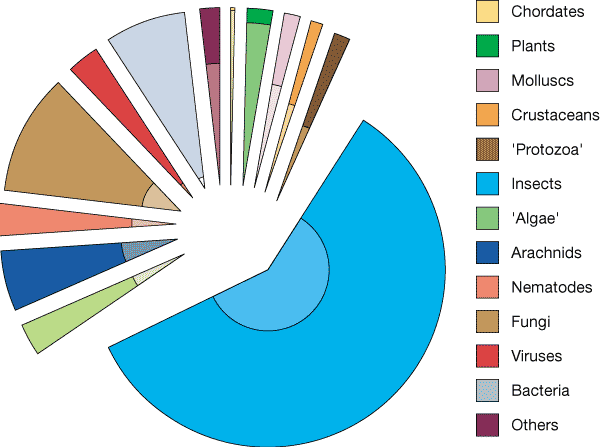 Chordates
Plants
Molluscs
Crustaceans
'Protozoa'
Insects
'Algae'
Arachnids
Nematodes
Fungi
Viruses
Bacteria
Others